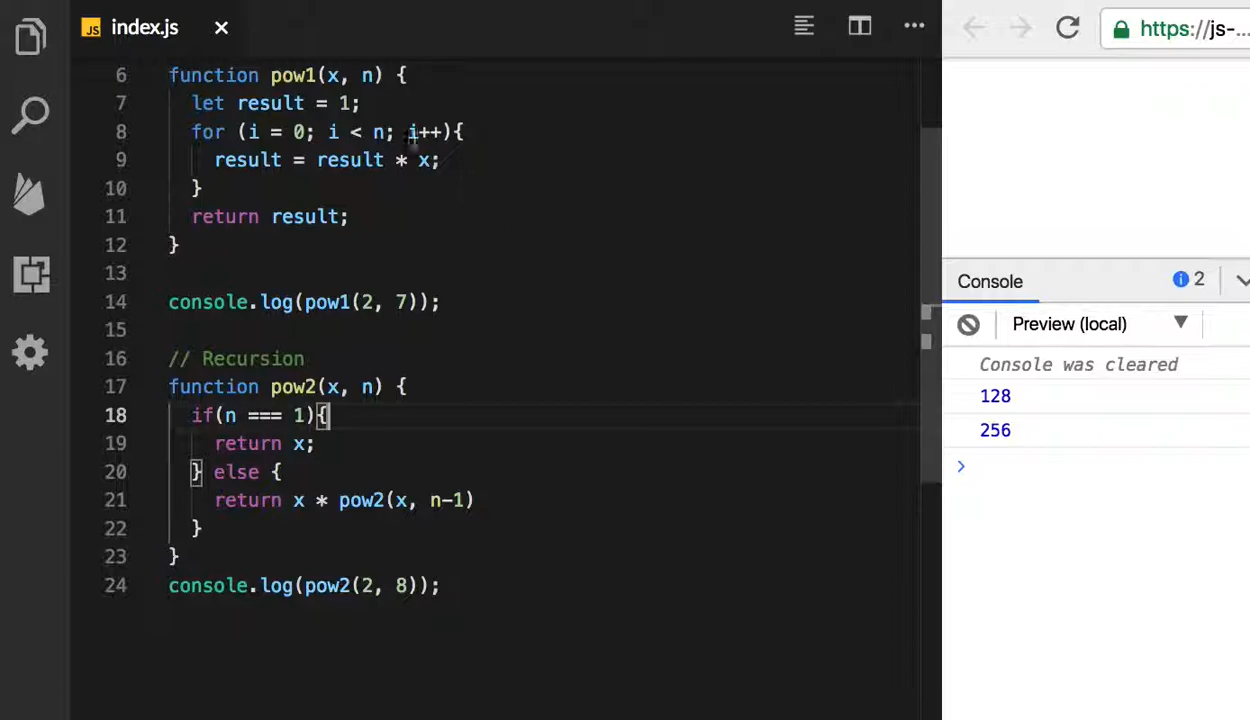 JS index.js
https://js-...
6 function pow1(x, n) {
7 let result = 1;
8 for (i = 0; i < n; i++){
9 result = result * x;
10 }
11 return result;
12 }
13
14 console.log(pow1(2, 7));
15
16 // Recursion
17 function pow2(x, n) {
18 if(n === 1){
19 return x;
20 } else {
21 return x * pow2(x, n-1)
22 }
23 }
24 console.log(pow2(2, 8));
Console 2
Preview (local)
Console was cleared
128
256